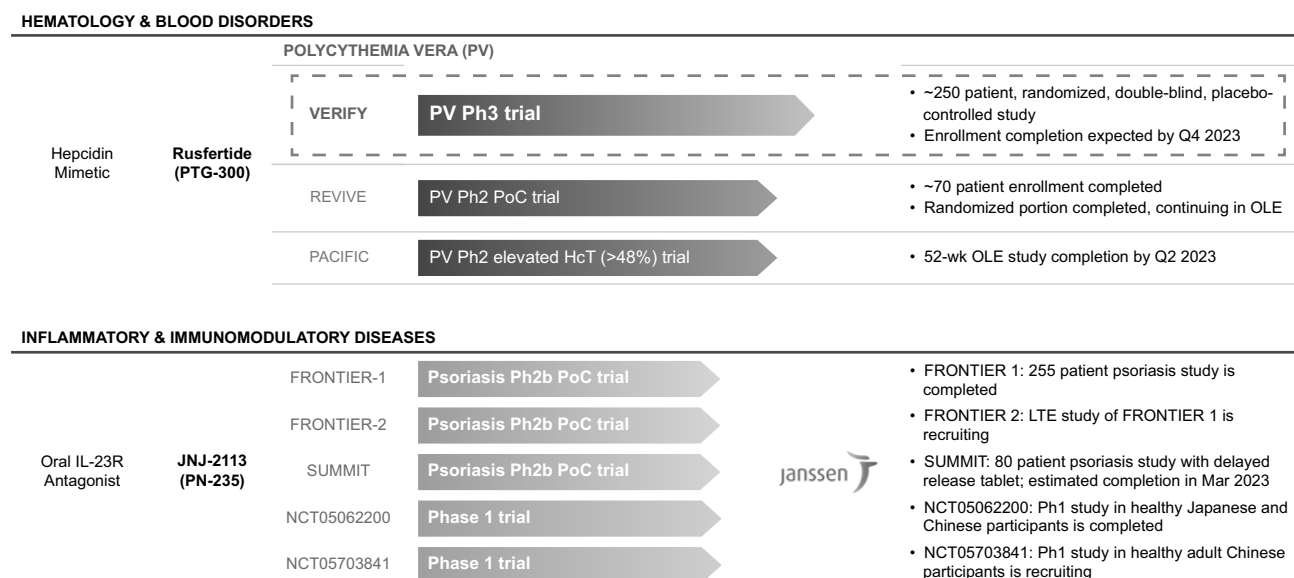 HEMATOLOGY & BLOOD DISORDERS
POLYCYTHEMIA VERA (PV)
Hepcidin
Mimetic
Rusfertide
(PTG-300)
VERIFY
PV Ph3 trial
• ~250 patient, randomized, double-blind, placebo-
controlled study
• Enrollment completion expected by Q4 2023
REVIVE
PV Ph2 PoC trial
• ~70 patient enrollment completed
• Randomized portion completed, continuing in OLE
PACIFIC
PV Ph2 elevated HcT (>48%) trial
• 52-wk OLE study completion by Q2 2023
INFLAMMATORY & IMMUNOMODULATORY DISEASES
Oral IL-23R
Antagonist
JNJ-2113
(PN-235)
FRONTIER-1
Psoriasis Ph2b PoC trial
• FRONTIER 1: 255 patient psoriasis study is
completed
FRONTIER-2
Psoriasis Ph2b PoC trial
• FRONTIER 2: LTE study of FRONTIER 1 is
recruiting
SUMMIT
Psoriasis Ph2b PoC trial
janssen
• SUMMIT: 80 patient psoriasis study with delayed
release tablet; estimated completion in Mar 2023
NCT05062200
Phase 1 trial
• NCT05062200: Ph1 study in healthy Japanese and
Chinese participants is completed
NCT05703841
Phase 1 trial
• NCT05703841: Ph1 study in healthy adult Chinese
participants is recruiting